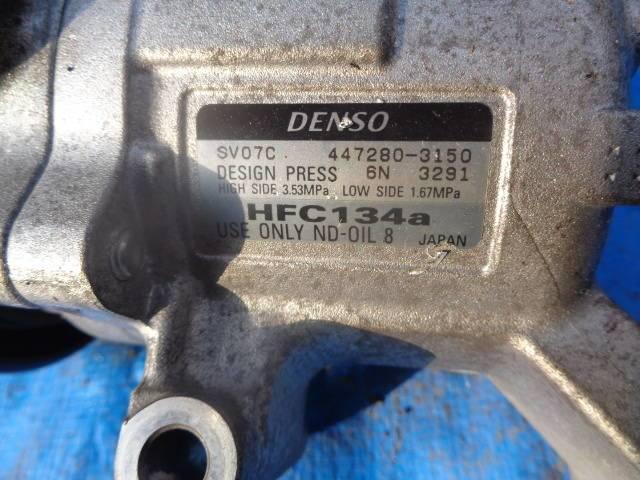 DENSO
SV07C 447280-3150
DESIGN PRESS 6N 3291
HIGH SIDE 3.53MPa LOW SIDE 1.67MPa
HFC134a
USE ONLY ND-OIL 8 JAPAN
7